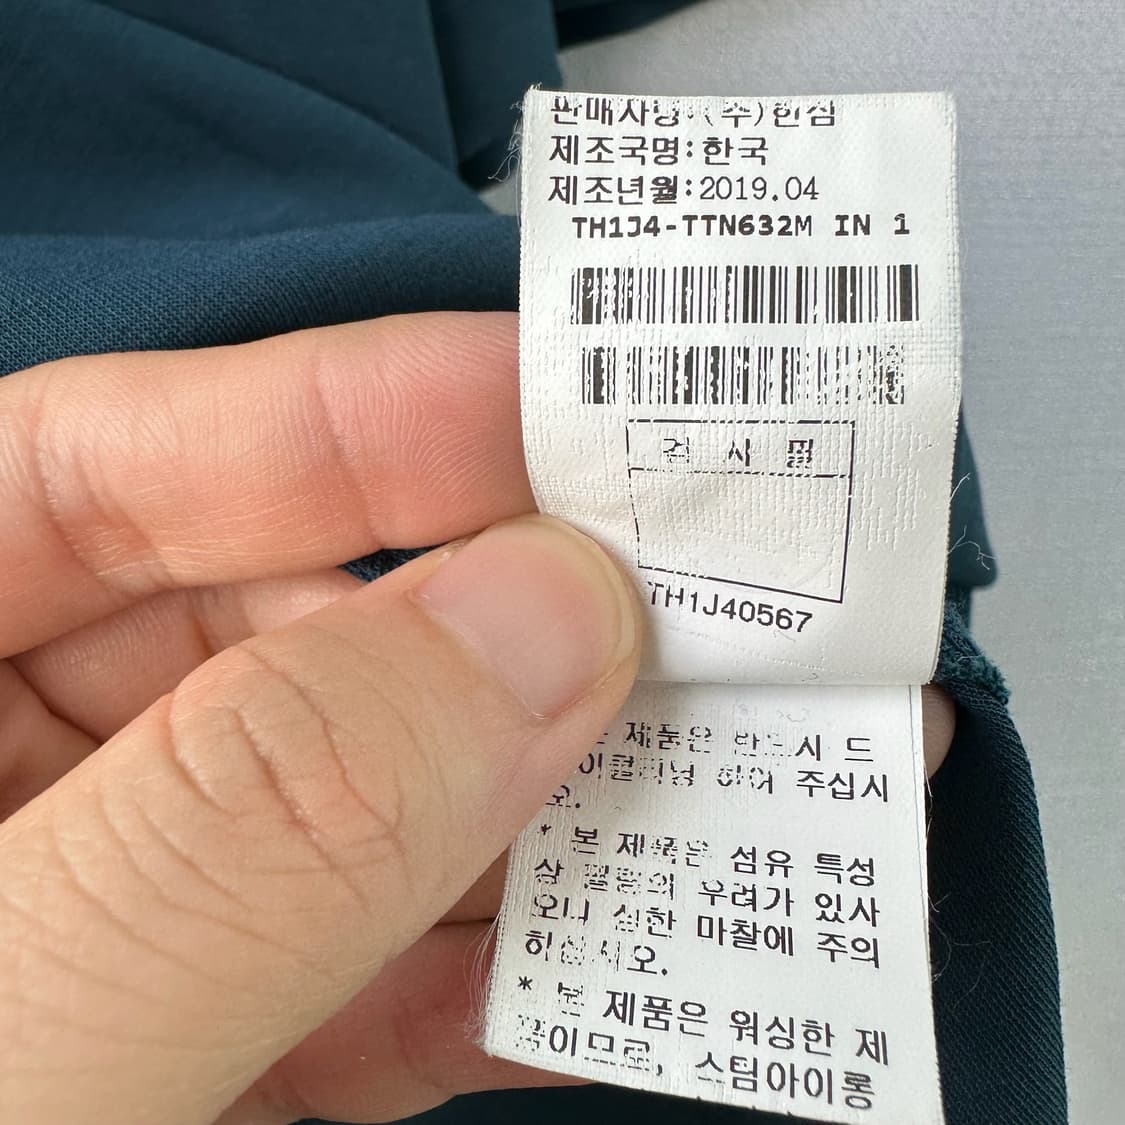 판매자명:(주)한섬
제조국명:한국
제조년월:2019.04
TH1J4-TTN632M IN 1
검 사 필
TH1J40567
제품은 반드시 드
이클리닝 하여 주십시
오.
* 본 제품은 섬유 특성
상 필링의 우려가 있사
오니 심한 마찰에 주의
하십시오.
* 본 제품은 워싱한 제
품이므로, 스팀아이롱